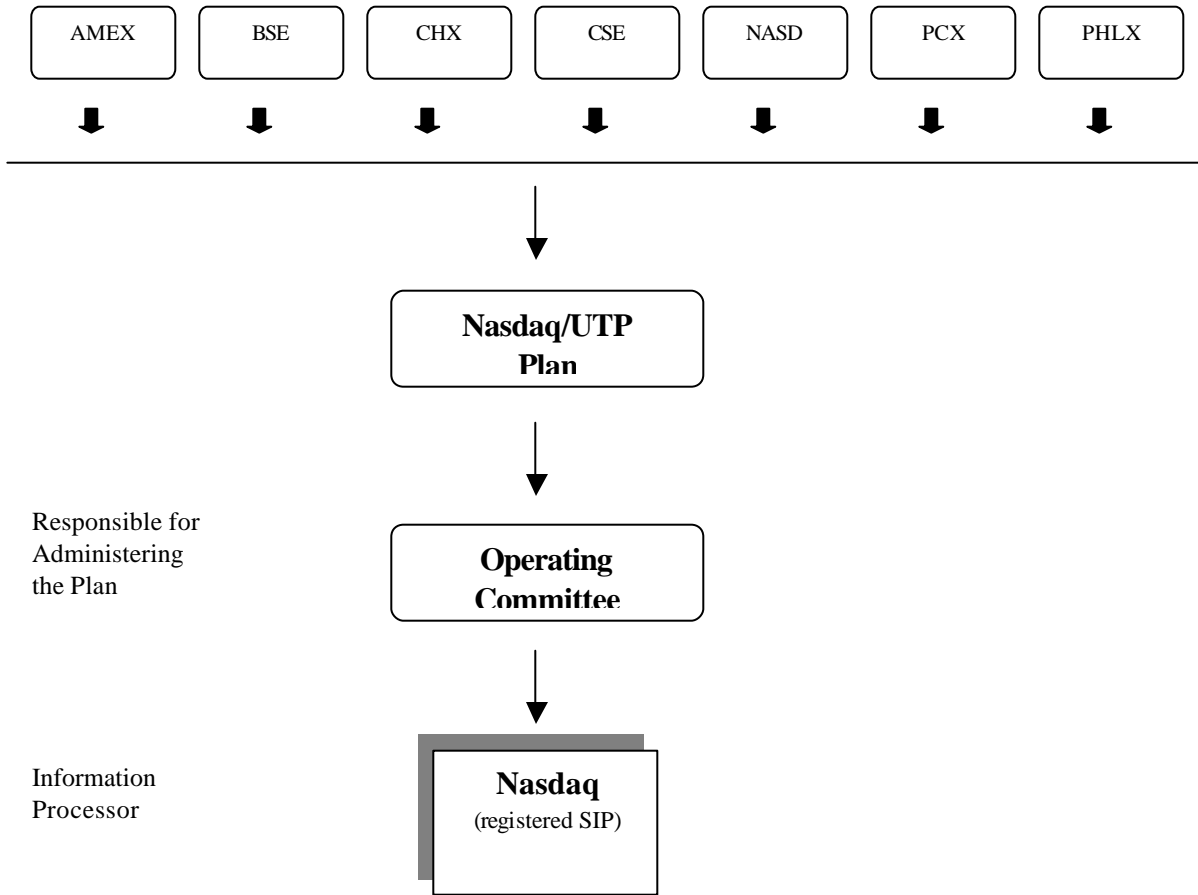 AMEX BSE CHX CSE NASD PCX PHLX
Nasdaq/UTP
Plan
Responsible for
Administering
the Plan
Operating
Committee
Information
Processor
Nasdaq
(registered SIP)